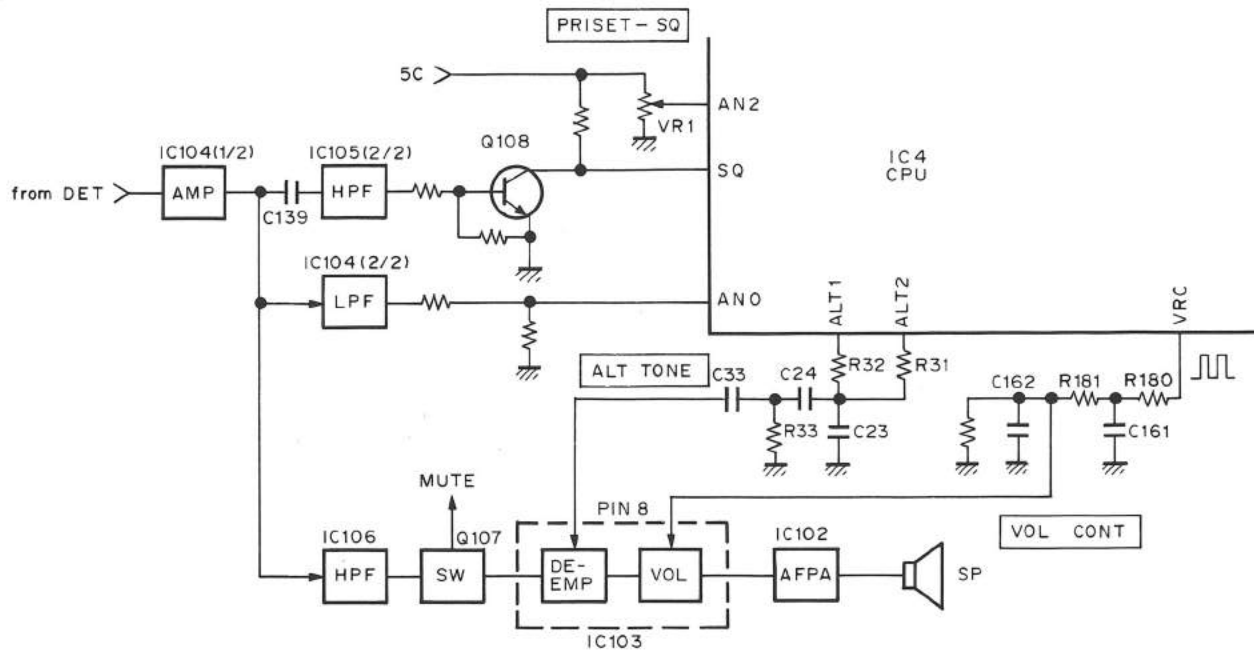 PRISET-SQ
5C
AN2
VR1
IC104(1/2)
IC105(2/2)
Q108
IC4
CPU
SQ
from DET
AMP
HPF
C139
IC104(2/2)
LPF
ANO
ALT1
ALT2
VRC
ALT TONE
C33
C24
R32
R31
C162
R181
R180
R33
C23
C161
MUTE
PIN 8
VOL CONT
IC106
Q107
IC102
HPF
SW
DE-
EMP
VOL
AFPA
SP
IC103